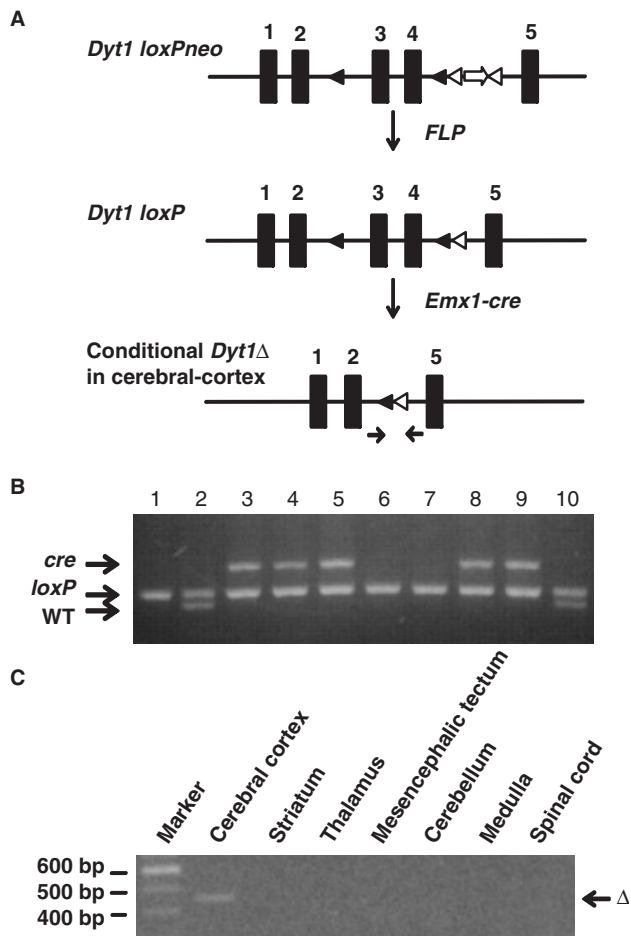 A
Dyt1 loxPneo
1 2 3 4 5
FLP
Dyt1 loxP
1 2 3 4 5
Emx1-cre
Conditional Dyt1Δ
in cerebral-cortex
1 2 5
B
1 2 3 4 5 6 7 8 9 10
cre
loxP
WT
C
Marker
Cerebral cortex
Striatum
Thalamus
Mesencephalic tectum
Cerebellum
Medulla
Spinal cord
600 bp
500 bp
400 bp
Δ